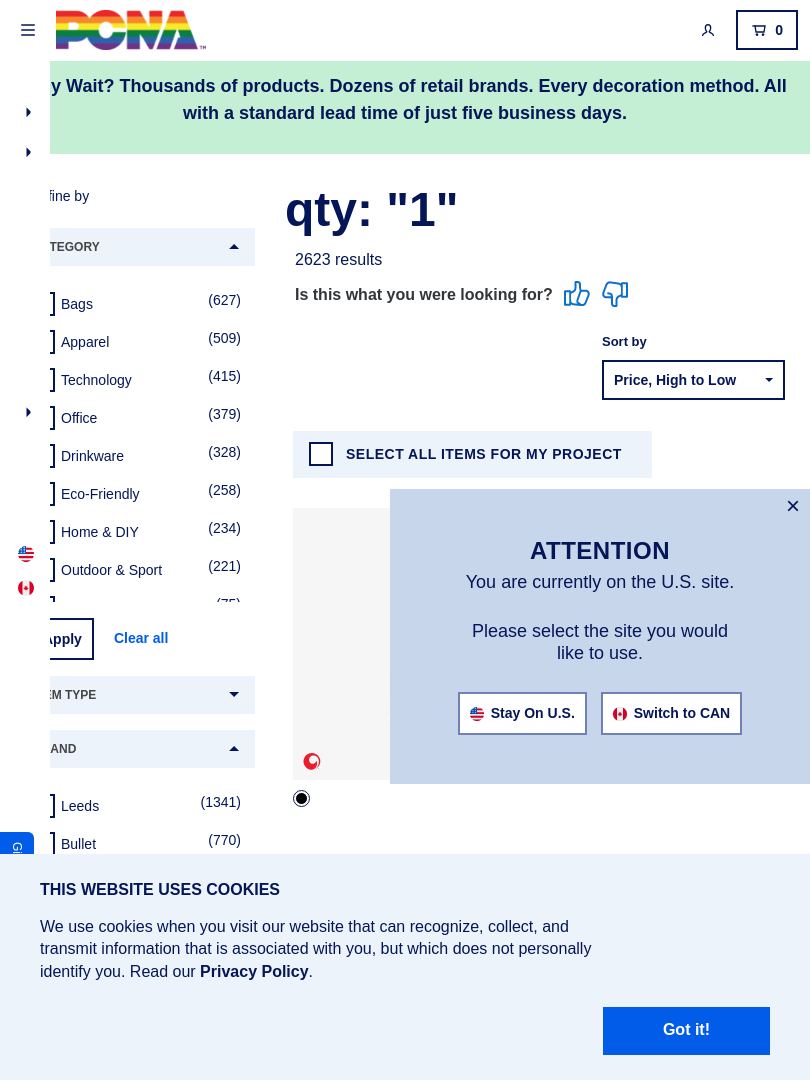 PCNA
0
y Wait? Thousands of products. Dozens of retail brands. Every decoration method. All
with a standard lead time of just five business days.
fine by
TEGORY
Bags (627)
Apparel (509)
Technology (415)
Office (379)
Drinkware (328)
Eco-Friendly (258)
Home & DIY (234)
Outdoor & Sport (221)
Apply Clear all
EM TYPE
AND
Leeds (1341)
Bullet (770)
qty: "1"
2623 results
Is this what you were looking for?
Sort by
Price, High to Low
SELECT ALL ITEMS FOR MY PROJECT
ATTENTION
You are currently on the U.S. site.
Please select the site you would
like to use.
Stay On U.S. Switch to CAN
THIS WEBSITE USES COOKIES
We use cookies when you visit our website that can recognize, collect, and
transmit information that is associated with you, but which does not personally
identify you. Read our Privacy Policy.
Got it!